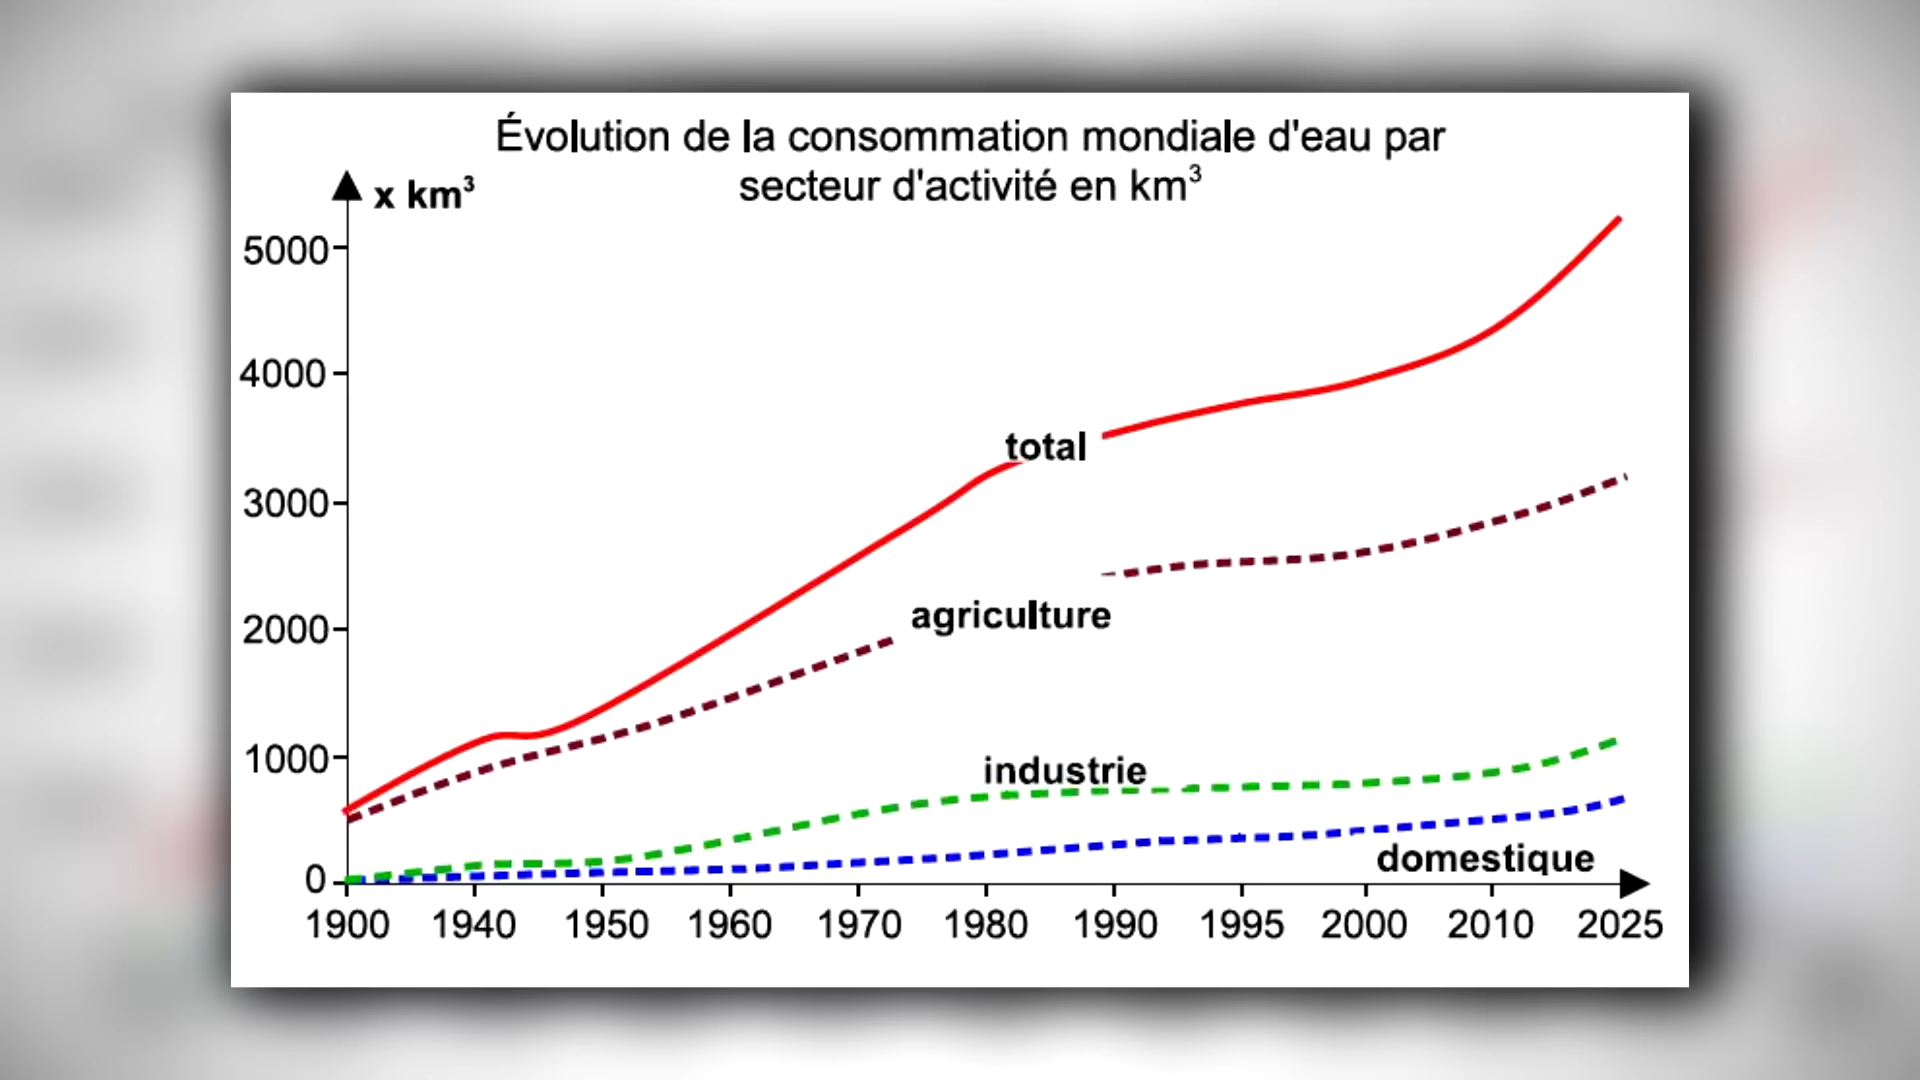 Évolution de la consommation mondiale d'eau par
secteur d'activité en km³
x km³
5000
4000
3000
2000
1000
0
total
agriculture
industrie
domestique
1900 1940 1950 1960 1970 1980 1990 1995 2000 2010 2025